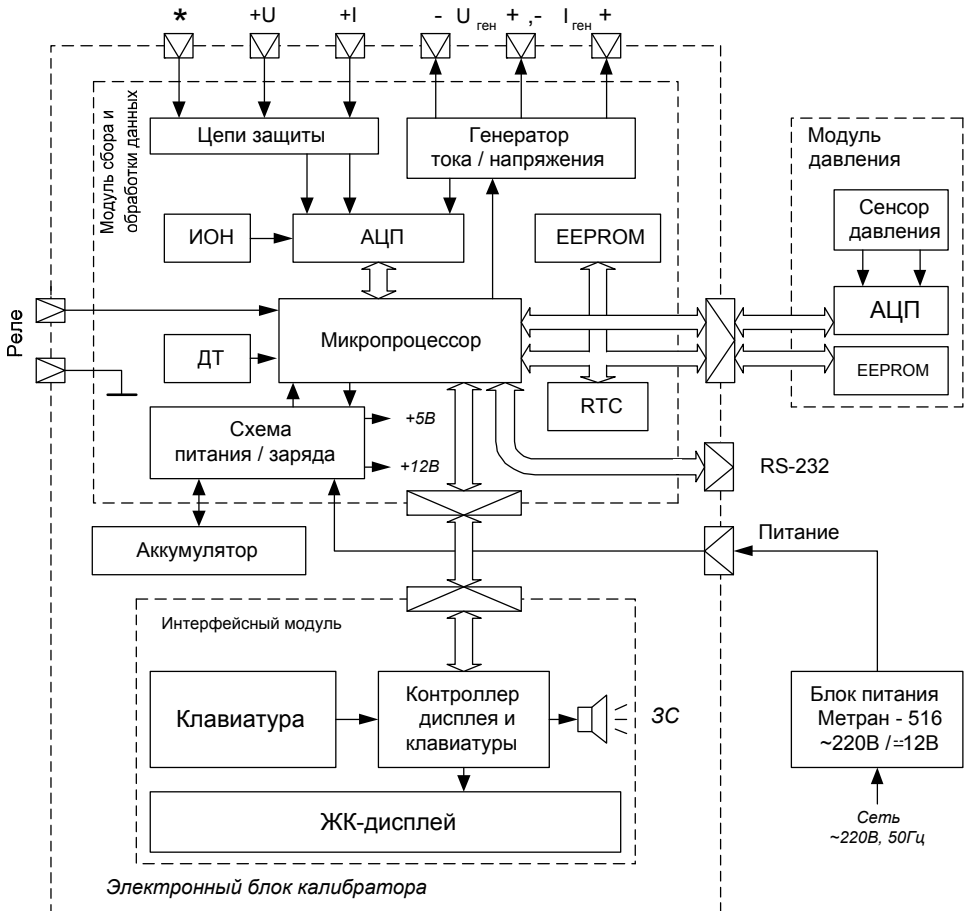 * +U +I - U ген + ,- I ген +
Модуль сбора и
обработки данных
Цепи защиты
Генератор
тока / напряжения
Модуль
давления
Сенсор
давления
ИОН
АЦП
EEPROM
АЦП
Реле
Микропроцессор
ДТ
EEPROM
RTC
Схема
питания / заряда
+5В
+12В
RS-232
Аккумулятор
Питание
Интерфейсный модуль
Клавиатура
Контроллер
дисплея и
клавиатуры
ЗС
Блок питания
Метран - 516
~220В /=12В
ЖК-дисплей
Сеть
~220В, 50Гц
Электронный блок калибратора